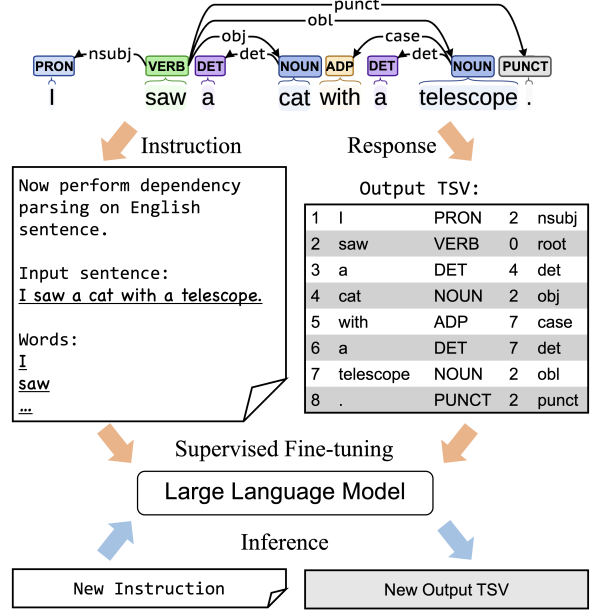 punct
obl
obj
case
nsubj
det
det
PRON VERB DET NOUN ADP DET NOUN PUNCT
I saw a cat with a telescope .
Instruction
Response
Now perform dependency
parsing on English
sentence.
Input sentence:
I saw a cat with a telescope.
Words:
I
saw
…
Output TSV:
1 I PRON 2 nsubj
2 saw VERB 0 root
3 a DET 4 det
4 cat NOUN 2 obj
5 with ADP 7 case
6 a DET 7 det
7 telescope NOUN 2 obl
8 . PUNCT 2 punct
Supervised Fine-tuning
Large Language Model
Inference
New Instruction
New Output TSV